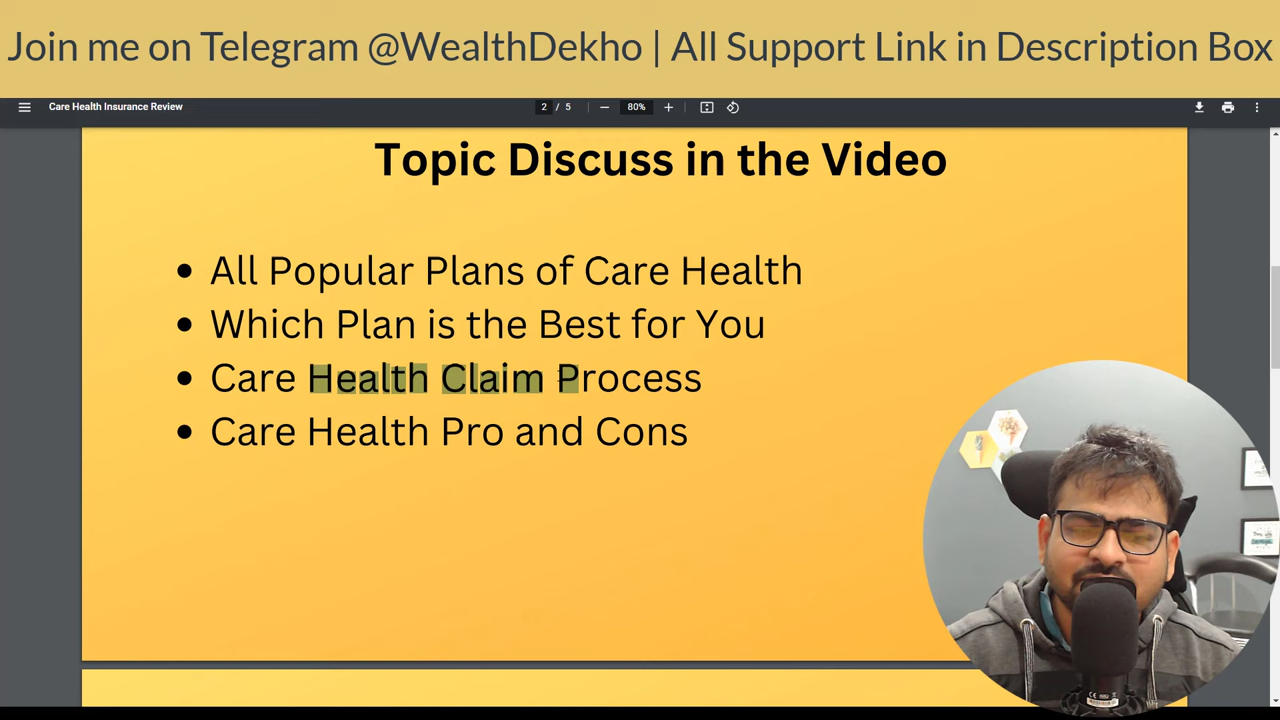 Join me on Telegram @WealthDekho | All Support Link in Description Box
Care Health Insurance Review
2 / 5
80%
Topic Discuss in the Video
• All Popular Plans of Care Health
• Which Plan is the Best for You
• Care Health Claim Process
• Care Health Pro and Cons